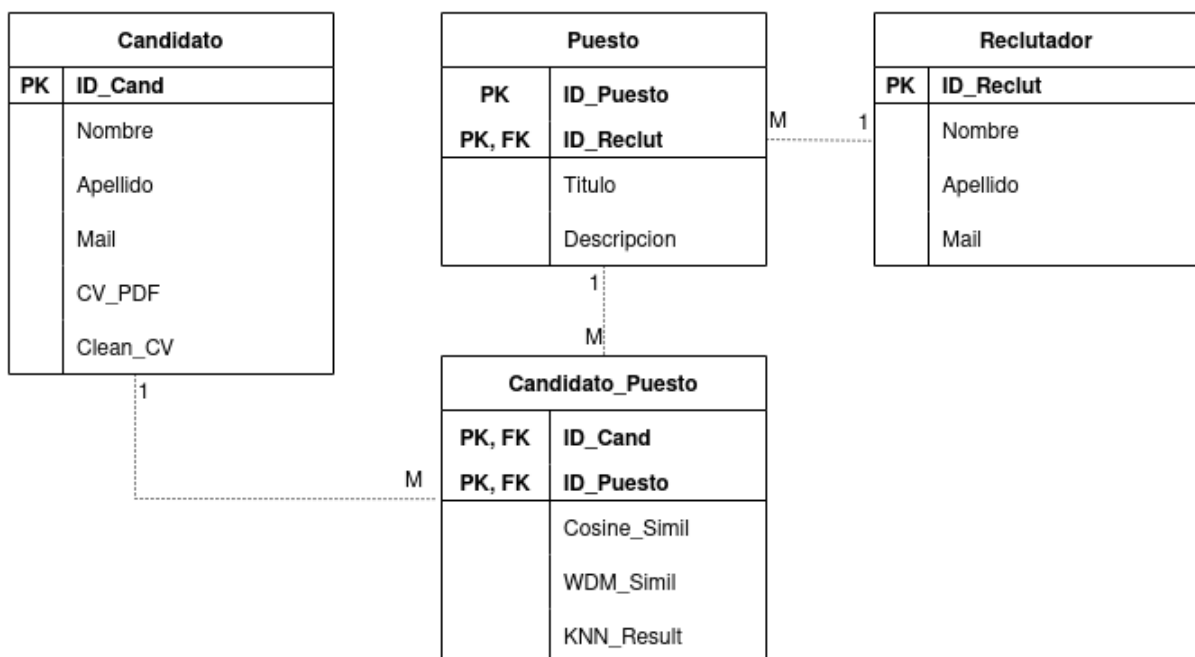 Candidato
PK ID_Cand
Nombre
Apellido
Mail
CV_PDF
Clean_CV
1
M
Puesto
PK ID_Puesto
PK, FK ID_Reclut
Titulo
Descripcion
M 1
Reclutador
PK ID_Reclut
Nombre
Apellido
Mail
1
M
Candidato_Puesto
PK, FK ID_Cand
PK, FK ID_Puesto
Cosine_Simil
WDM_Simil
KNN_Result